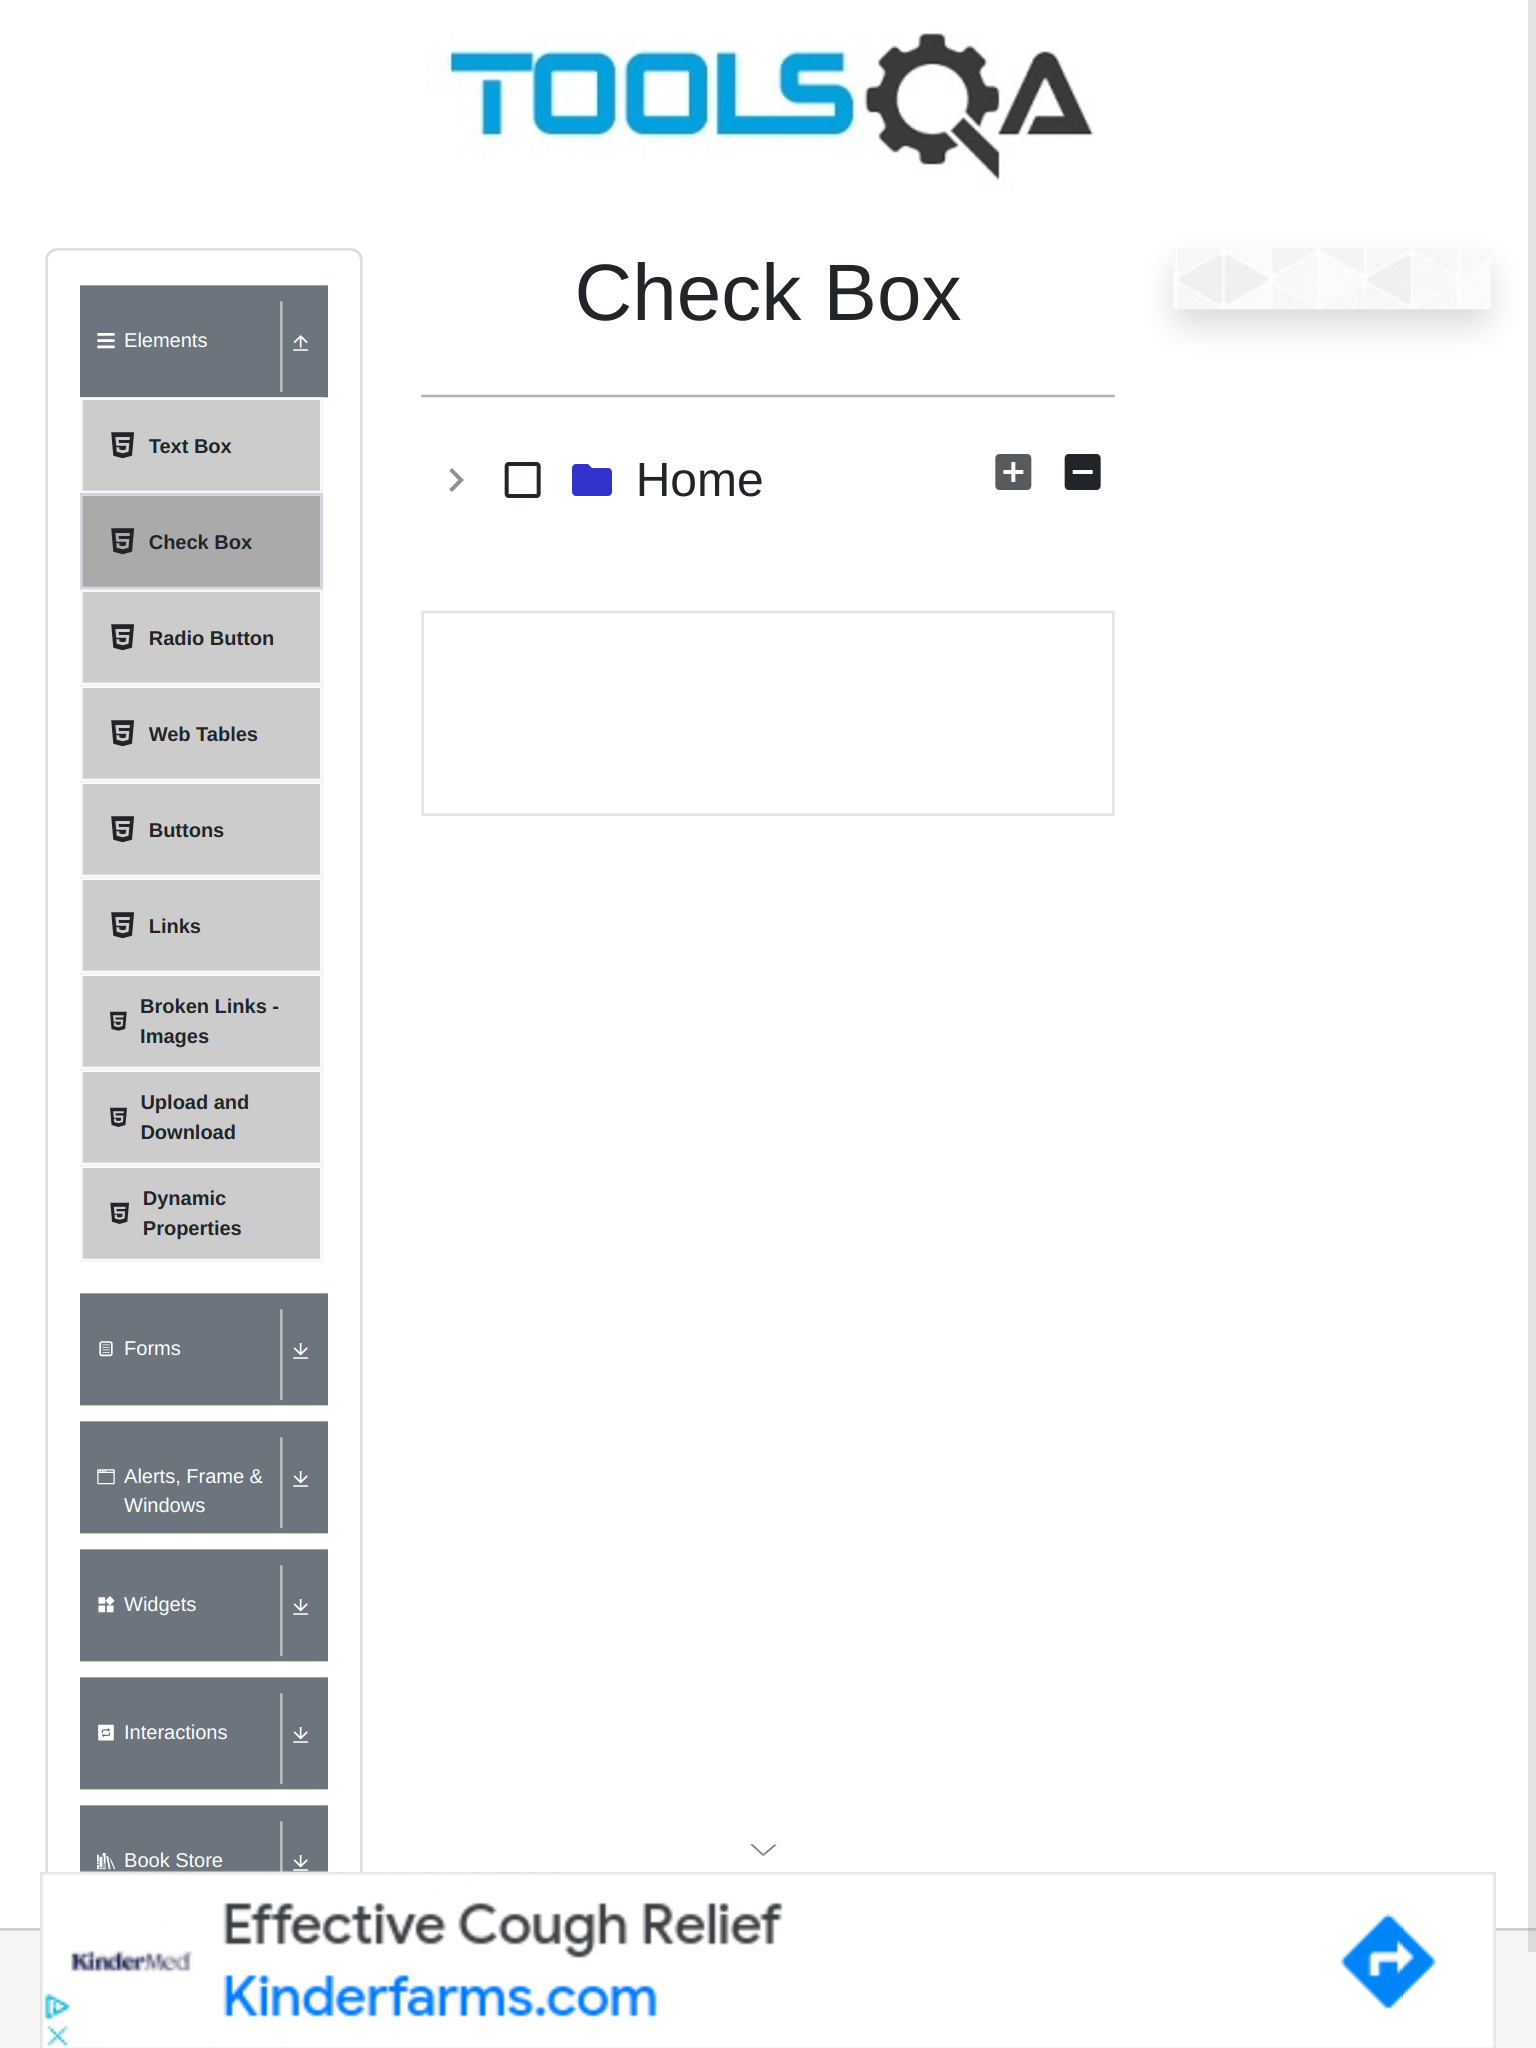 TOOLSQA
Check Box
Elements
Text Box
Check Box
Radio Button
Web Tables
Buttons
Links
Broken Links -
Images
Upload and
Download
Dynamic
Properties
Forms
Alerts, Frame &
Windows
Widgets
Interactions
Book Store
Home
KinderMed
Effective Cough Relief
Kinderfarms.com